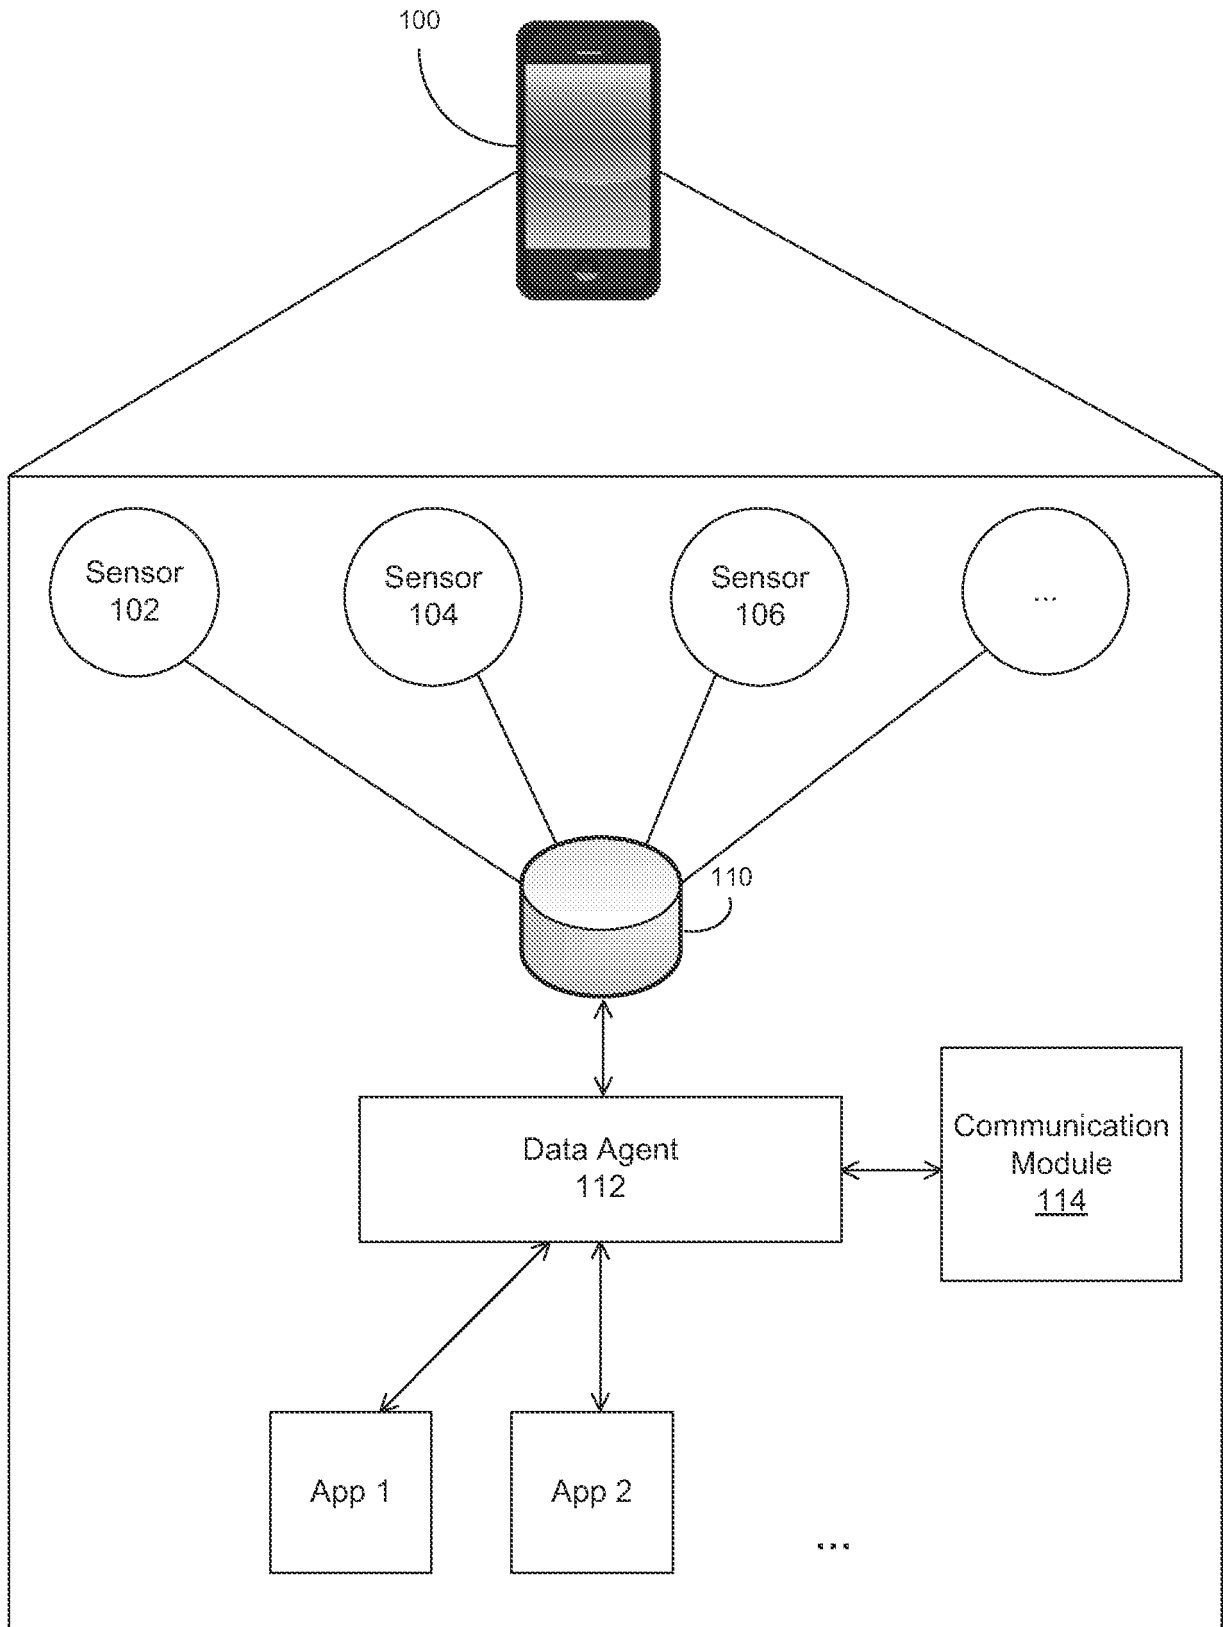 100
Sensor
102
Sensor
104
Sensor
106
...
110
Data Agent
112
Communication
Module
114
App 1
App 2
...